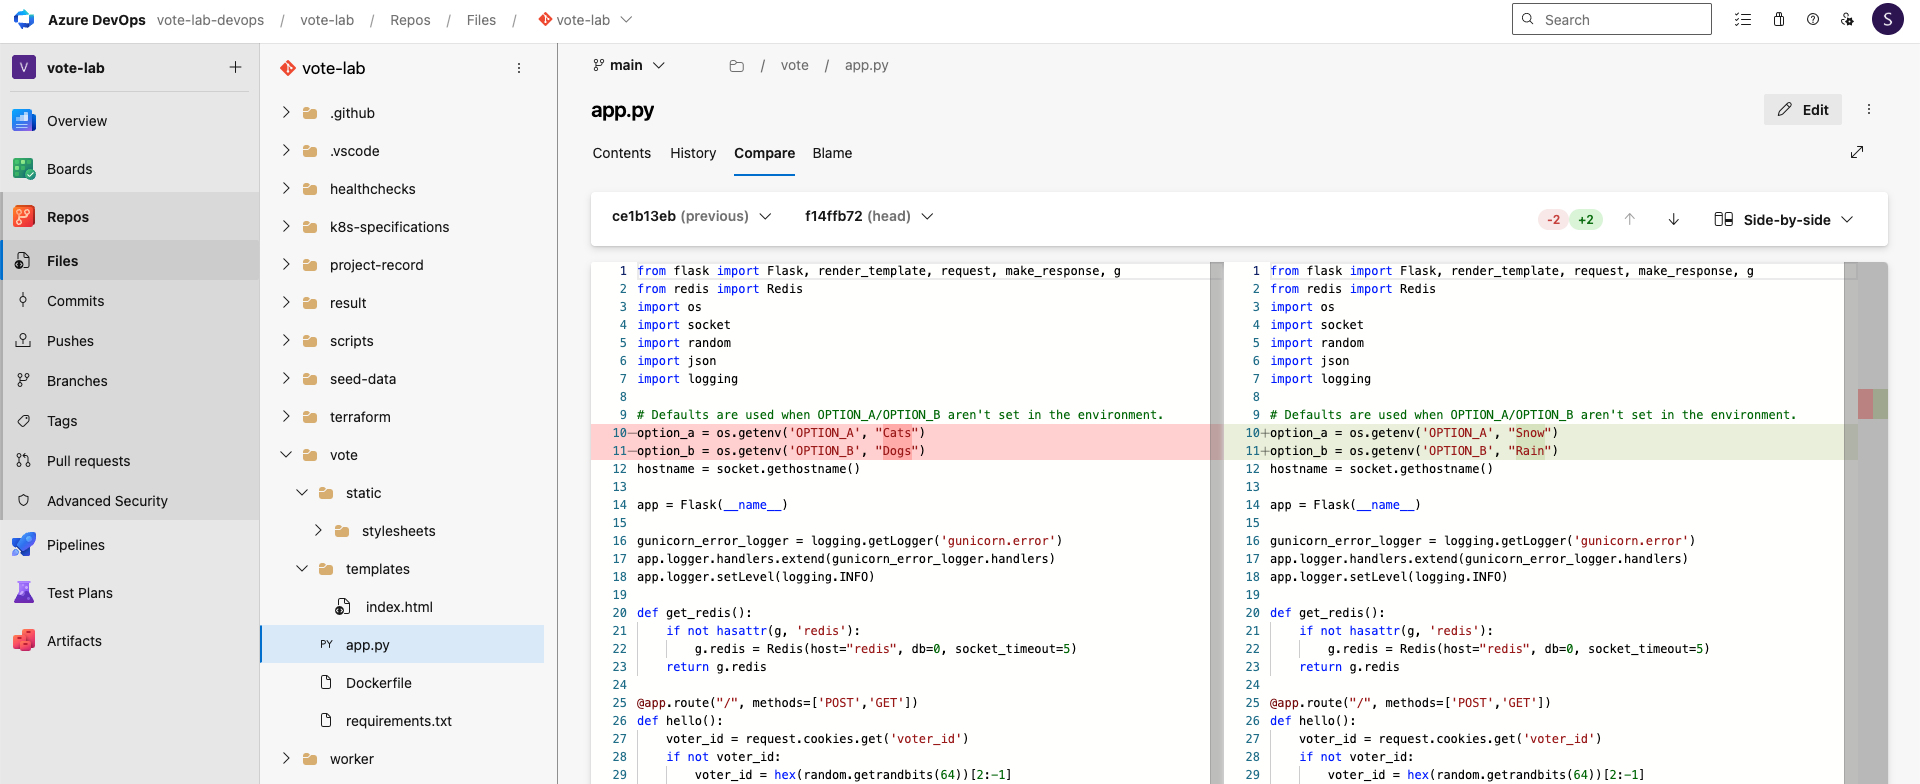 Azure DevOps vote-lab-devops / vote-lab / Repos / Files / vote-lab
Search
S
V vote-lab +
Overview
Boards
Repos
Files
Commits
Pushes
Branches
Tags
Pull requests
Advanced Security
Pipelines
Test Plans
Artifacts
vote-lab
.github
.vscode
healthchecks
k8s-specifications
project-record
result
scripts
seed-data
terraform
vote
static
stylesheets
templates
index.html
PY app.py
Dockerfile
requirements.txt
worker
main / vote / app.py
app.py
Edit
Contents History Compare Blame
ce1b13eb (previous) f14ffb72 (head) -2 +2 Side-by-side
1 from flask import Flask, render_template, request, make_response, g
2 from redis import Redis
3 import os
4 import socket
5 import random
6 import json
7 import logging
8
9 # Defaults are used when OPTION_A/OPTION_B aren't set in the environment.
10—option_a = os.getenv('OPTION_A', "Cats")
11—option_b = os.getenv('OPTION_B', "Dogs")
12 hostname = socket.gethostname()
13
14 app = Flask(__name__)
15
16 gunicorn_error_logger = logging.getLogger('gunicorn.error')
17 app.logger.handlers.extend(gunicorn_error_logger.handlers)
18 app.logger.setLevel(logging.INFO)
19
20 def get_redis():
21 if not hasattr(g, 'redis'):
22 g.redis = Redis(host="redis", db=0, socket_timeout=5)
23 return g.redis
24
25 @app.route("/", methods=['POST','GET'])
26 def hello():
27 voter_id = request.cookies.get('voter_id')
28 if not voter_id:
29 voter_id = hex(random.getrandbits(64))[2:-1]
1 from flask import Flask, render_template, request, make_response, g
2 from redis import Redis
3 import os
4 import socket
5 import random
6 import json
7 import logging
8
9 # Defaults are used when OPTION_A/OPTION_B aren't set in the environment.
10+option_a = os.getenv('OPTION_A', "Snow")
11+option_b = os.getenv('OPTION_B', "Rain")
12 hostname = socket.gethostname()
13
14 app = Flask(__name__)
15
16 gunicorn_error_logger = logging.getLogger('gunicorn.error')
17 app.logger.handlers.extend(gunicorn_error_logger.handlers)
18 app.logger.setLevel(logging.INFO)
19
20 def get_redis():
21 if not hasattr(g, 'redis'):
22 g.redis = Redis(host="redis", db=0, socket_timeout=5)
23 return g.redis
24
25 @app.route("/", methods=['POST','GET'])
26 def hello():
27 voter_id = request.cookies.get('voter_id')
28 if not voter_id:
29 voter_id = hex(random.getrandbits(64))[2:-1]